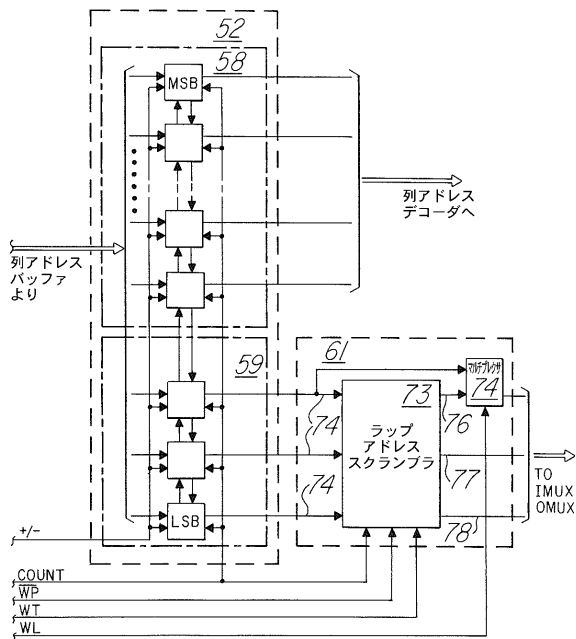 52
58
MSB
列アドレス
デコーダへ
列アドレス
バッファ
より
59
61
マルチプレクサ
74
73
76
ラップ
アドレス
スクランブラ
74
77
TO
IMUX
OMUX
74
LSB
78
+/-
COUNT
W̅P̅
WT
WL